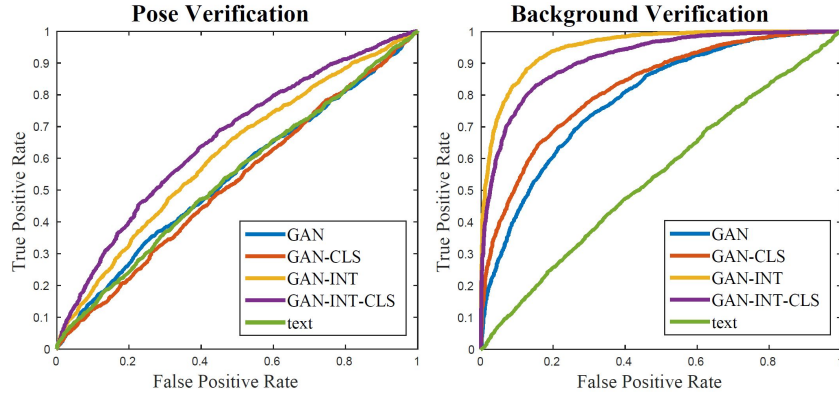 Pose Verification
1
0.9
0.8
0.7
0.6
0.5
0.4
0.3
0.2
0.1
0
0 0.2 0.4 0.6 0.8 1
True Positive Rate
False Positive Rate
GAN
GAN-CLS
GAN-INT
GAN-INT-CLS
text
Background Verification
1
0.9
0.8
0.7
0.6
0.5
0.4
0.3
0.2
0.1
0
0 0.2 0.4 0.6 0.8 1
True Positive Rate
False Positive Rate
GAN
GAN-CLS
GAN-INT
GAN-INT-CLS
text